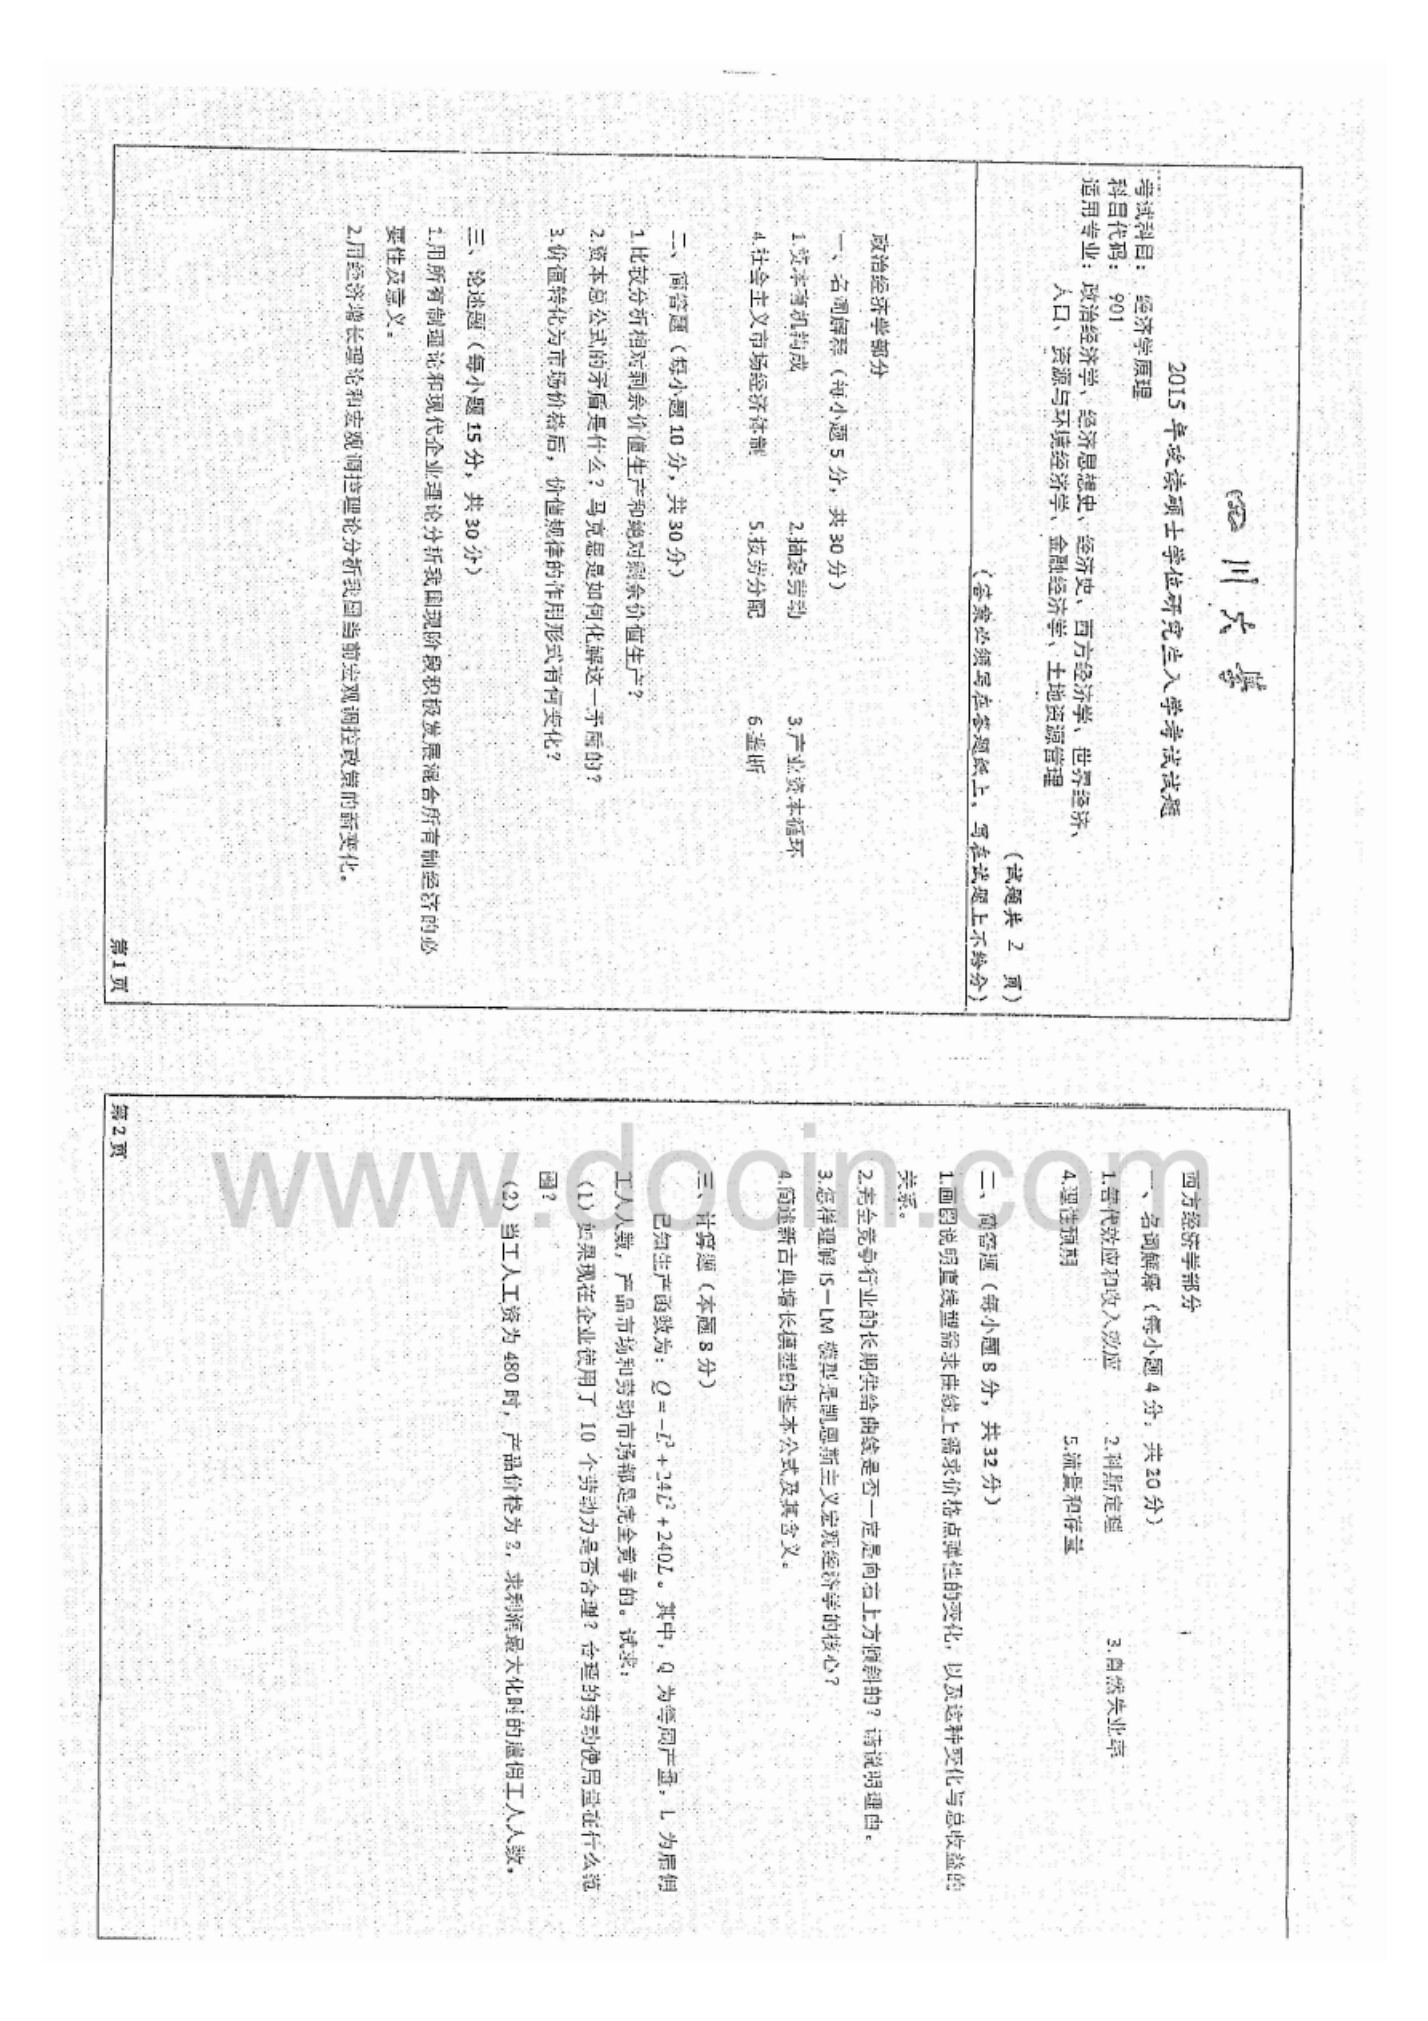 四川大学
2015年攻读硕士学位研究生入学考试试题
考试科目：经济学原理
科目代码：901
适用专业：政治经济学、经济思想史、经济史、西方经济学、世界经济、
人口、资源与环境经济学、金融经济学、土地资源管理
（试题共 2 页）
（答案必须写在答题纸上，写在试题上不给分）
政治经济学部分
一、名词解释（每小题5分，共30分）
1.资本有机构成 2.抽象劳动 3.产业资本循环
4.社会主义市场经济体制 5.按劳分配 6.垄断
二、简答题（每小题10分，共30分）
1.比较分析相对剩余价值生产和绝对剩余价值生产？
2.资本总公式的矛盾是什么？马克思是如何化解这一矛盾的？
3.价值转化为市场价格后，价值规律的作用形式有何变化？
三、论述题（每小题15分，共30分）
1.用所有制理论和现代企业理论分析我国现阶段积极发展混合所有制经济的必
要性及意义。
2.用经济增长理论和宏观调控理论分析我国当前宏观调控政策的新变化。
第1页
西方经济学部分
一、名词解释（每小题4分，共20分）
1.替代效应和收入效应 2.科斯定理 3.自然失业率
4.理性预期 5.流量和存量
二、简答题（每小题8分，共32分）
1.画图说明直线型需求曲线上需求价格点弹性的变化，以及这种变化与总收益的
关系。
2.完全竞争行业的长期供给曲线是否一定是向右上方倾斜的？请说明理由。
3.怎样理解IS－LM模型是凯恩斯主义宏观经济学的核心？
4.简述新古典增长模型的基本公式及其含义。
三、计算题（本题8分）
已知生产函数为：Q=-L³+24L²+240L。其中，Q为每周产量，L为雇佣
工人人数，产品市场和劳动市场都是完全竞争的。试求：
（1）如果现在企业使用了10个劳动力是否合理？合理的劳动使用量在什么范
围？
（2）当工人工资为480时，产品价格为2，求利润最大化时的雇佣工人人数。
第2页
www.docin.com